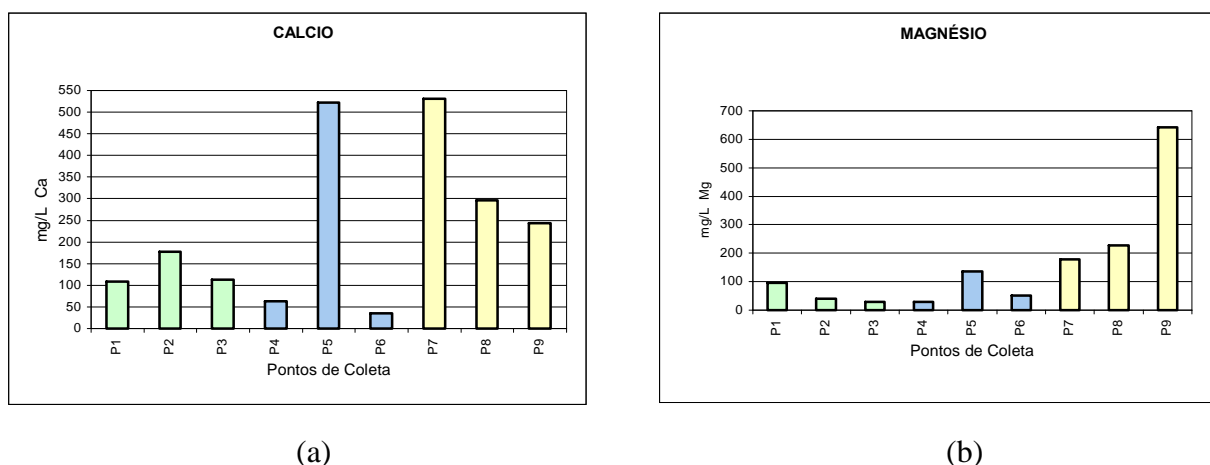 CALCIO
550
500
450
400
350
300
250
200
150
100
50
0
mg/L Ca
P1 P2 P3 P4 P5 P6 P7 P8 P9
Pontos de Coleta
(a)
MAGNÉSIO
700
600
500
400
300
200
100
0
mg/L Mg
P1 P2 P3 P4 P5 P6 P7 P8 P9
Pontos de Coleta
(b)